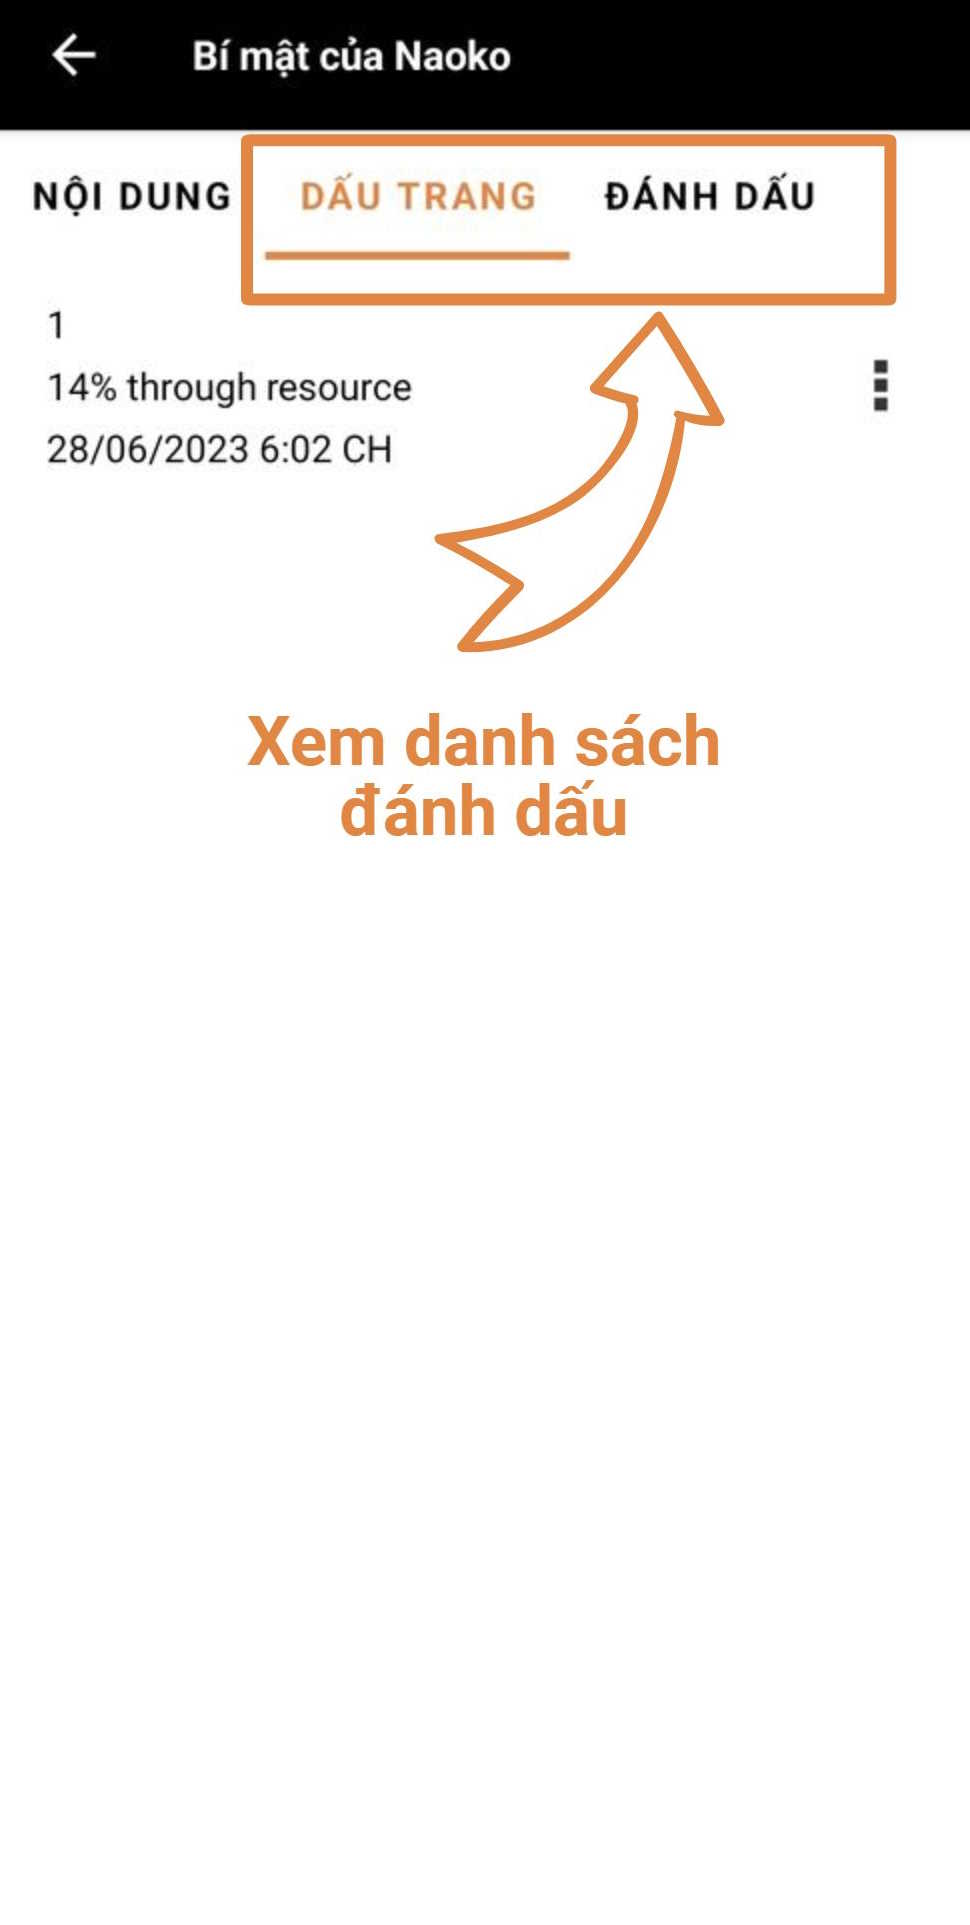 Bí mật của Naoko
NỘI DUNG DẤU TRANG ĐÁNH DẤU
1
14% through resource
28/06/2023 6:02 CH
Xem danh sách
đánh dấu